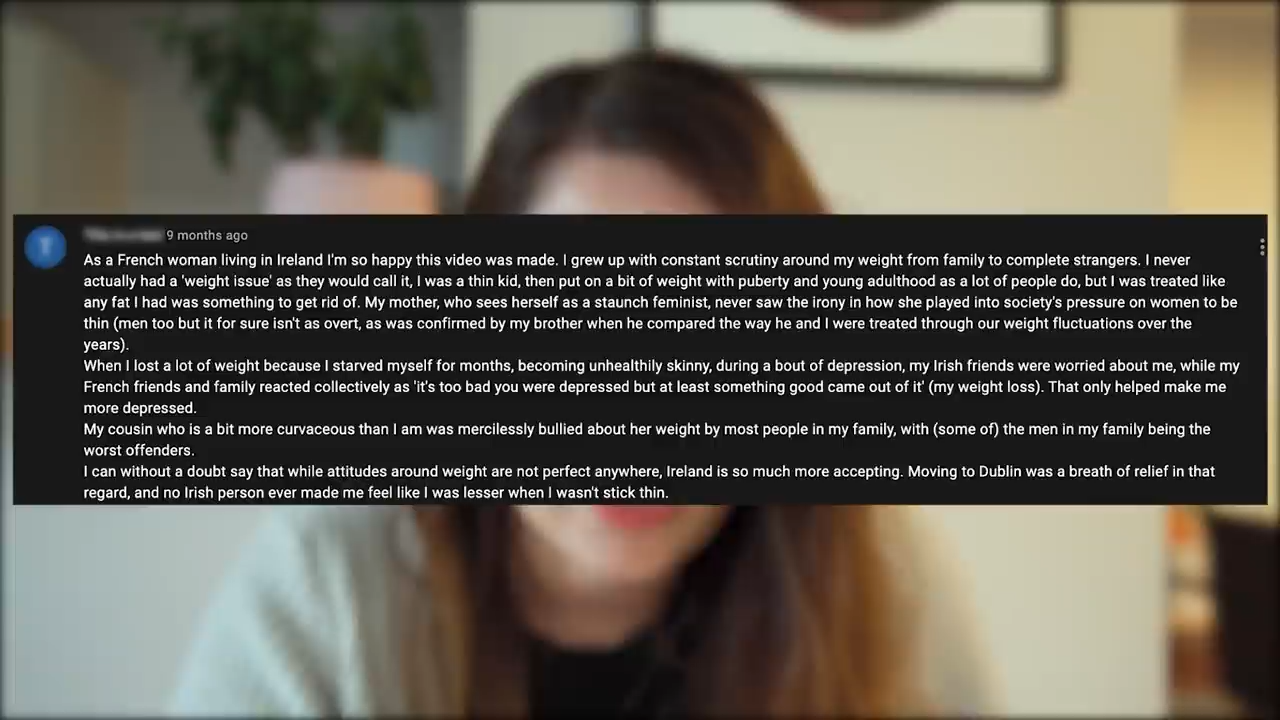 T
9 months ago
As a French woman living in Ireland I'm so happy this video was made. I grew up with constant scrutiny around my weight from family to complete strangers. I never
actually had a 'weight issue' as they would call it, I was a thin kid, then put on a bit of weight with puberty and young adulthood as a lot of people do, but I was treated like
any fat I had was something to get rid of. My mother, who sees herself as a staunch feminist, never saw the irony in how she played into society's pressure on women to be
thin (men too but it for sure isn't as overt, as was confirmed by my brother when he compared the way he and I were treated through our weight fluctuations over the
years).
When I lost a lot of weight because I starved myself for months, becoming unhealthily skinny, during a bout of depression, my Irish friends were worried about me, while my
French friends and family reacted collectively as 'it's too bad you were depressed but at least something good came out of it' (my weight loss). That only helped make me
more depressed.
My cousin who is a bit more curvaceous than I am was mercilessly bullied about her weight by most people in my family, with (some of) the men in my family being the
worst offenders.
I can without a doubt say that while attitudes around weight are not perfect anywhere, Ireland is so much more accepting. Moving to Dublin was a breath of relief in that
regard, and no Irish person ever made me feel like I was lesser when I wasn't stick thin.